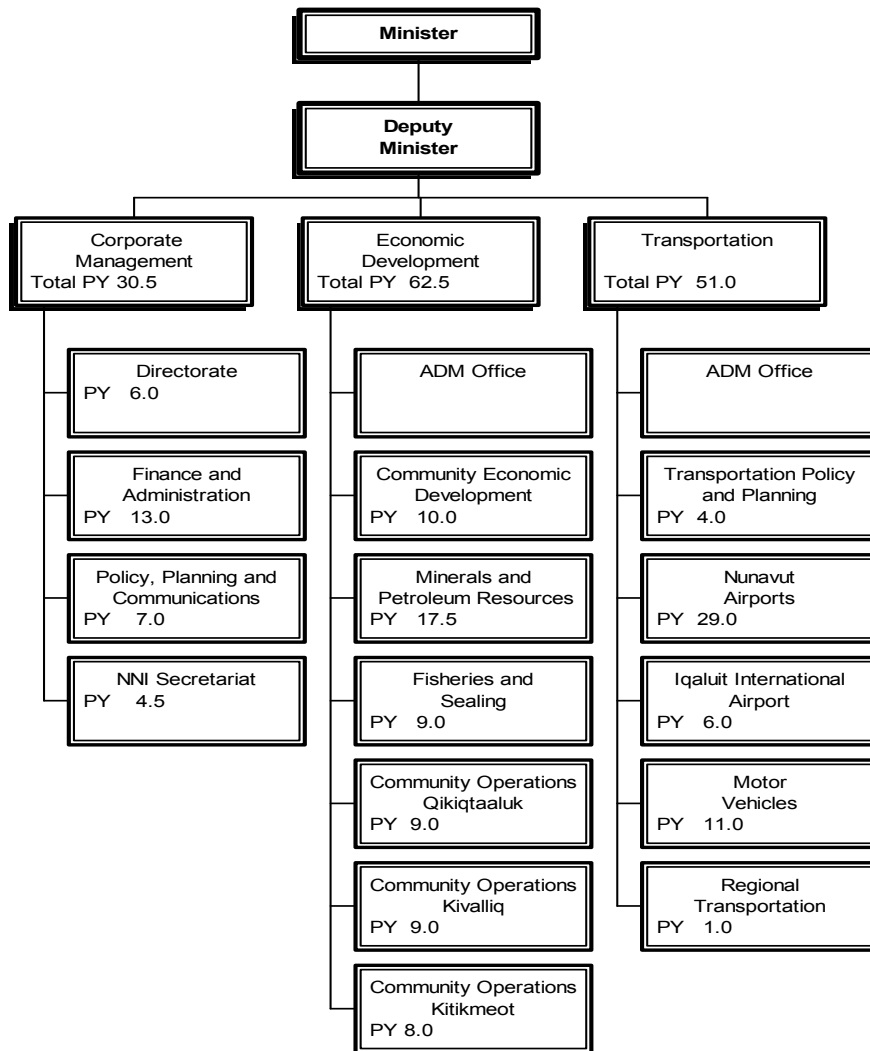 Minister
Deputy
Minister
Corporate
Management
Total PY 30.5
Economic
Development
Total PY 62.5
Transportation
Total PY 51.0
Directorate
PY 6.0
Finance and
Administration
PY 13.0
Policy, Planning and
Communications
PY 7.0
NNI Secretariat
PY 4.5
ADM Office
Community Economic
Development
PY 10.0
Minerals and
Petroleum Resources
PY 17.5
Fisheries and
Sealing
PY 9.0
Community Operations
Qikiqtaaluk
PY 9.0
Community Operations
Kivalliq
PY 9.0
Community Operations
Kitikmeot
PY 8.0
ADM Office
Transportation Policy
and Planning
PY 4.0
Nunavut
Airports
PY 29.0
Iqaluit International
Airport
PY 6.0
Motor
Vehicles
PY 11.0
Regional
Transportation
PY 1.0